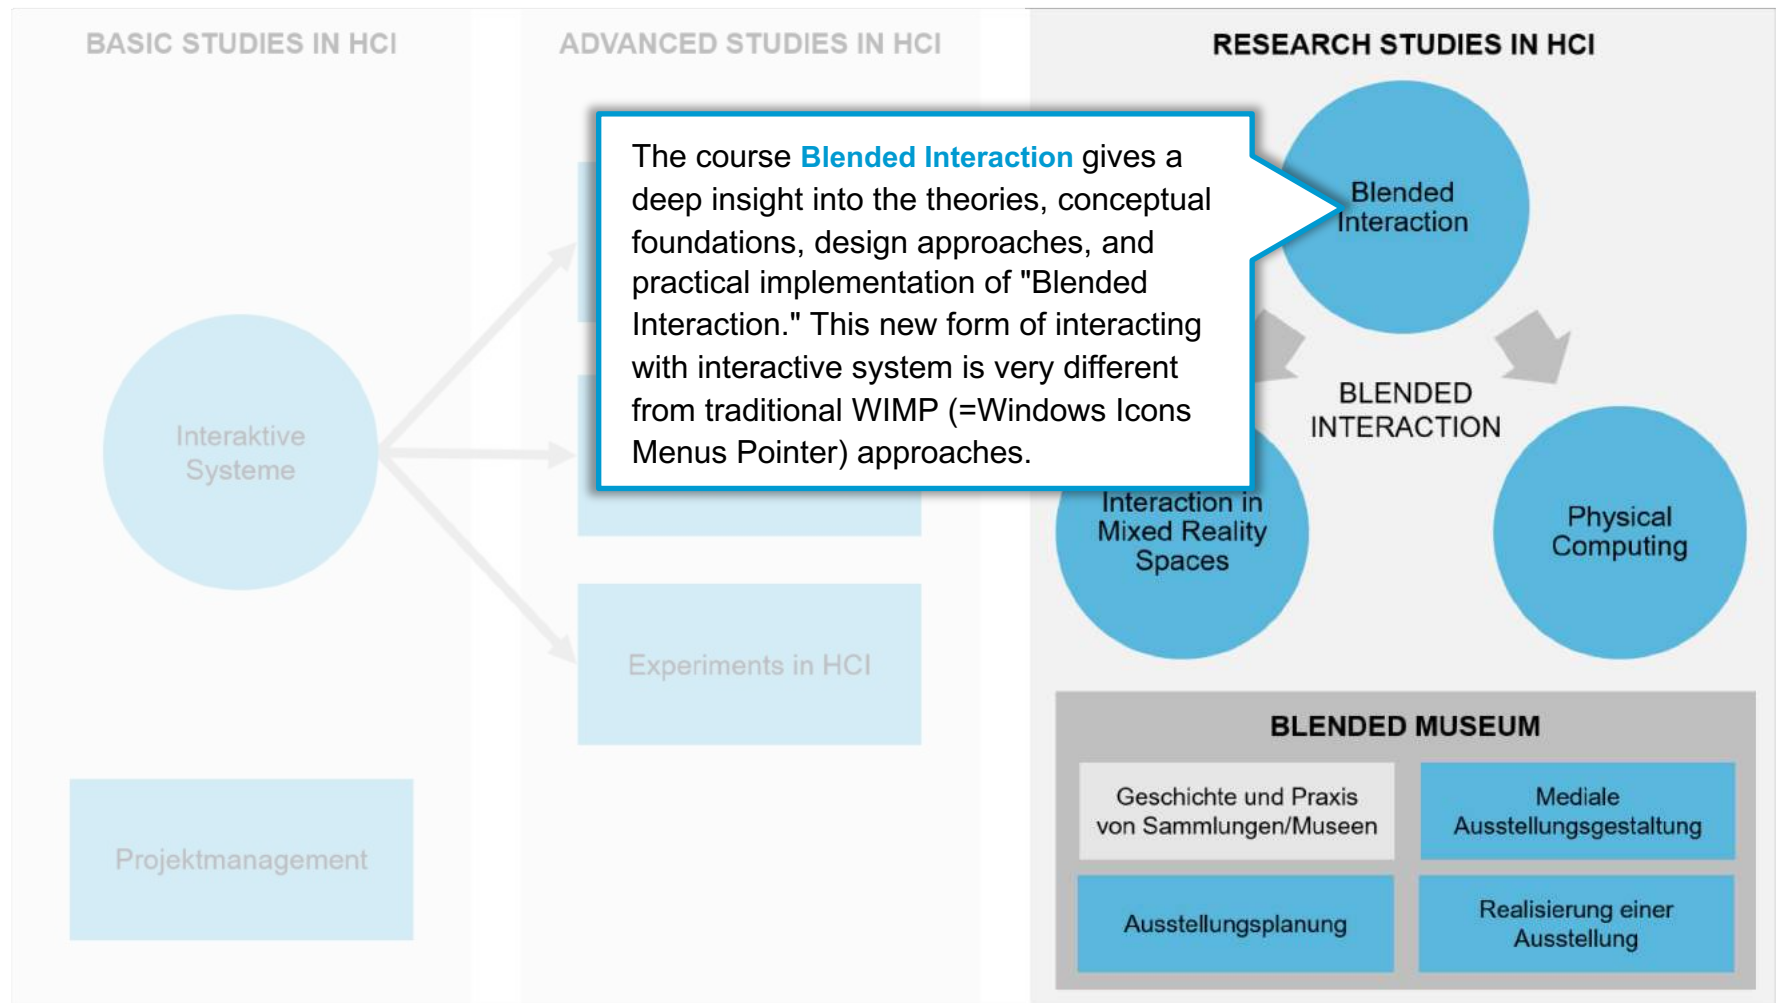 BASIC STUDIES IN HCI
Interaktive
Systeme
Projektmanagement
ADVANCED STUDIES IN HCI
The course Blended Interaction gives a
deep insight into the theories, conceptual
foundations, design approaches, and
practical implementation of "Blended
Interaction." This new form of interacting
with interactive system is very different
from traditional WIMP (=Windows Icons
Menus Pointer) approaches.
Experiments in HCI
RESEARCH STUDIES IN HCI
Blended
Interaction
BLENDED
INTERACTION
Interaction in
Mixed Reality
Spaces
Physical
Computing
BLENDED MUSEUM
Geschichte und Praxis
von Sammlungen/Museen
Mediale
Ausstellungsgestaltung
Ausstellungsplanung
Realisierung einer
Ausstellung